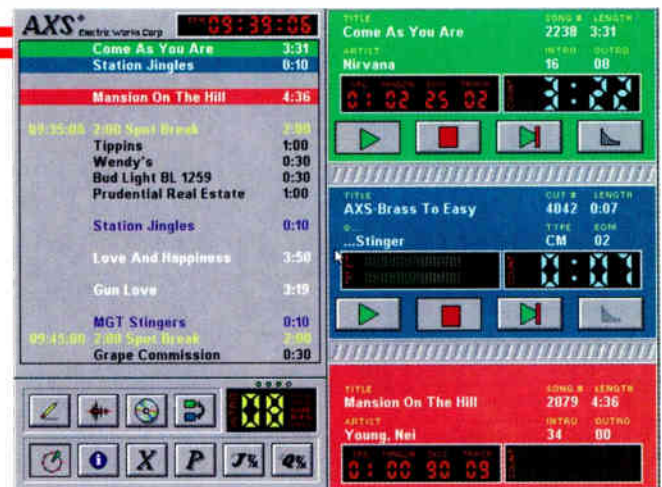 AXS+ Electric Works Corp 09:39:06
Come As You Are 3:31
Station Jingles 0:10
Mansion On The Hill 4:36
09:35:00 2:00 Spot Break 2:00
Tippins 1:00
Wendy's 0:30
Bud Light BL 1259 0:30
Prudential Real Estate 1:00
Station Jingles 0:10
Love And Happiness 3:50
Gun Love 3:19
MGT Stingers 0:10
09:45:00 2:00 Spot Break 2:00
Grape Commission 0:30
08
X P J% Q%
TITLE SONG # LENGTH
Come As You Are 2238 3:31
ARTIST INTRO OUTRO
Nirvana 16 08
01 02 25 02 3:22
TITLE CUT # LENGTH
AXS-Brass To Easy 4042 0:07
TYPE EOM
...Stinger CM 02
0:07
TITLE SONG # LENGTH
Mansion On The Hill 2079 4:36
ARTIST INTRO OUTRO
Young, Nei 34 00
01 00 90 09